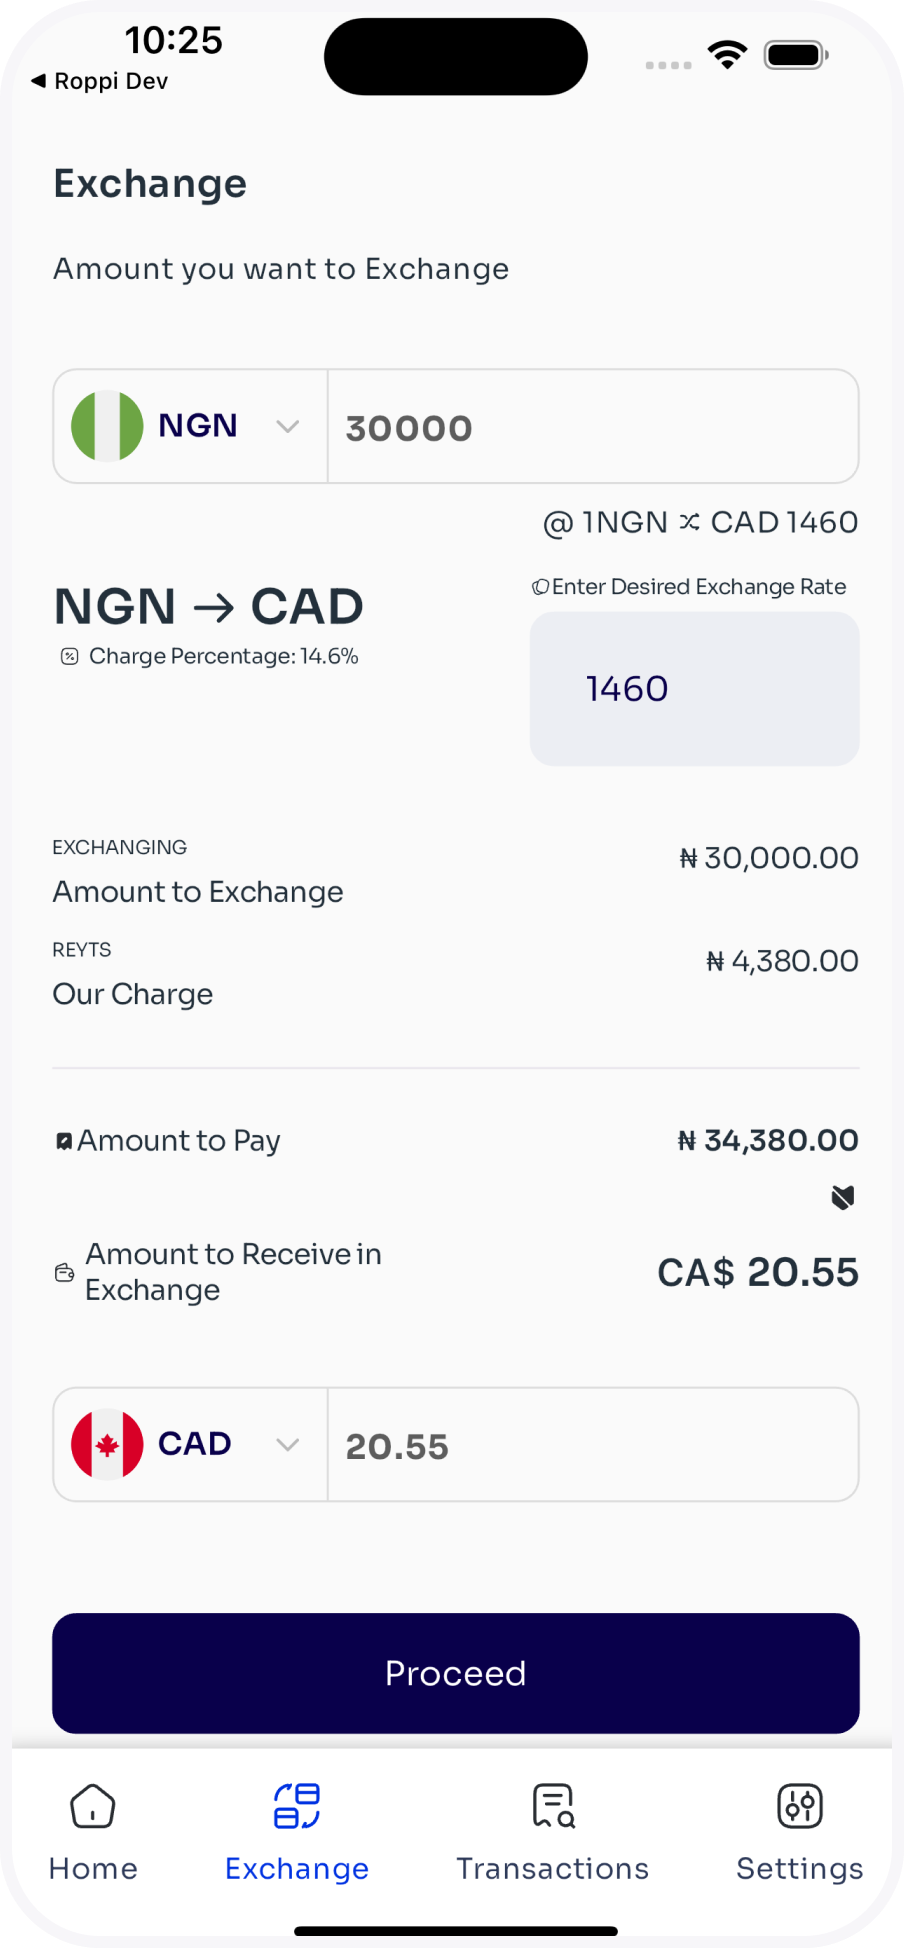 10:25
◀ Roppi Dev
Exchange
Amount you want to Exchange
NGN 30000
@ 1NGN CAD 1460
NGN → CAD
Enter Desired Exchange Rate
Charge Percentage: 14.6%
1460
EXCHANGING
Amount to Exchange
₦ 30,000.00
REYTS
Our Charge
₦ 4,380.00
Amount to Pay
₦ 34,380.00
Amount to Receive in
Exchange
CA$ 20.55
CAD 20.55
Proceed
Home Exchange Transactions Settings